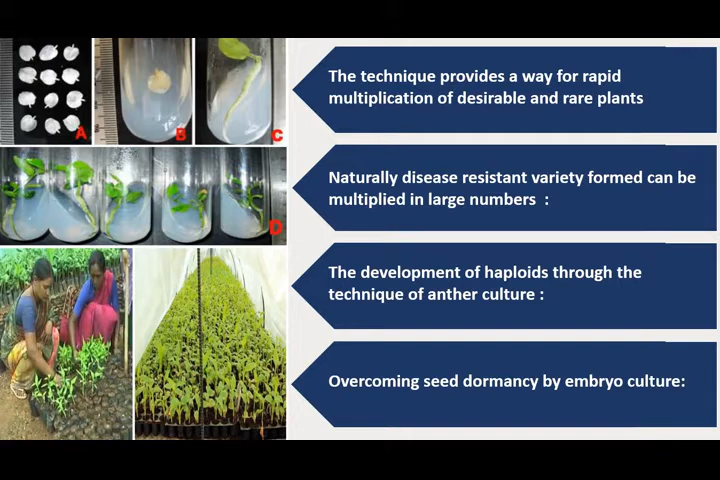 A
B
C
D
The technique provides a way for rapid
multiplication of desirable and rare plants
Naturally disease resistant variety formed can be
multiplied in large numbers  :
The development of haploids through the
technique of anther culture :
Overcoming seed dormancy by embryo culture: